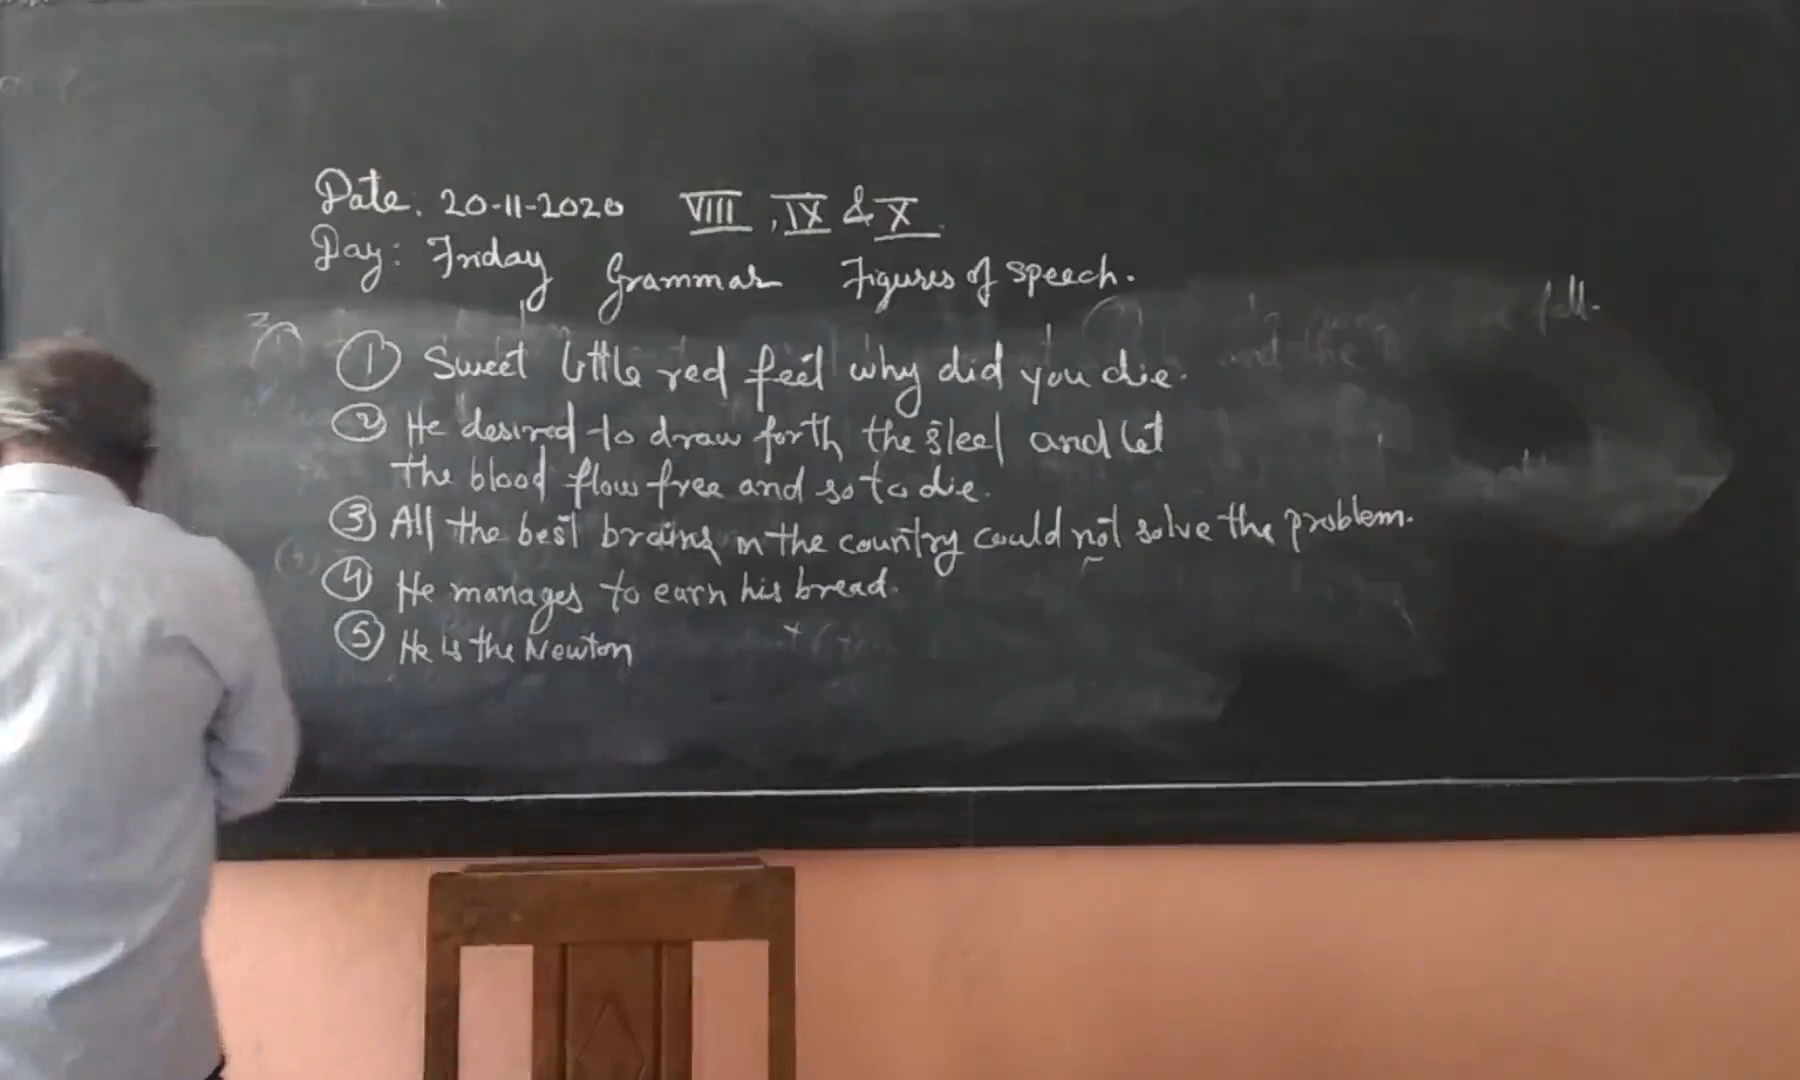 Date. 20-11-2020 VIII, IX & X
Day: Friday Grammar Figures of speech.
① Sweet little red feet why did you die.
② He desired to draw forth the steel and let
the blood flow free and so to die.
③ All the best brains in the country could not solve the problem.
④ He manages to earn his bread.
⑤ He is the Newton
fall.
and the